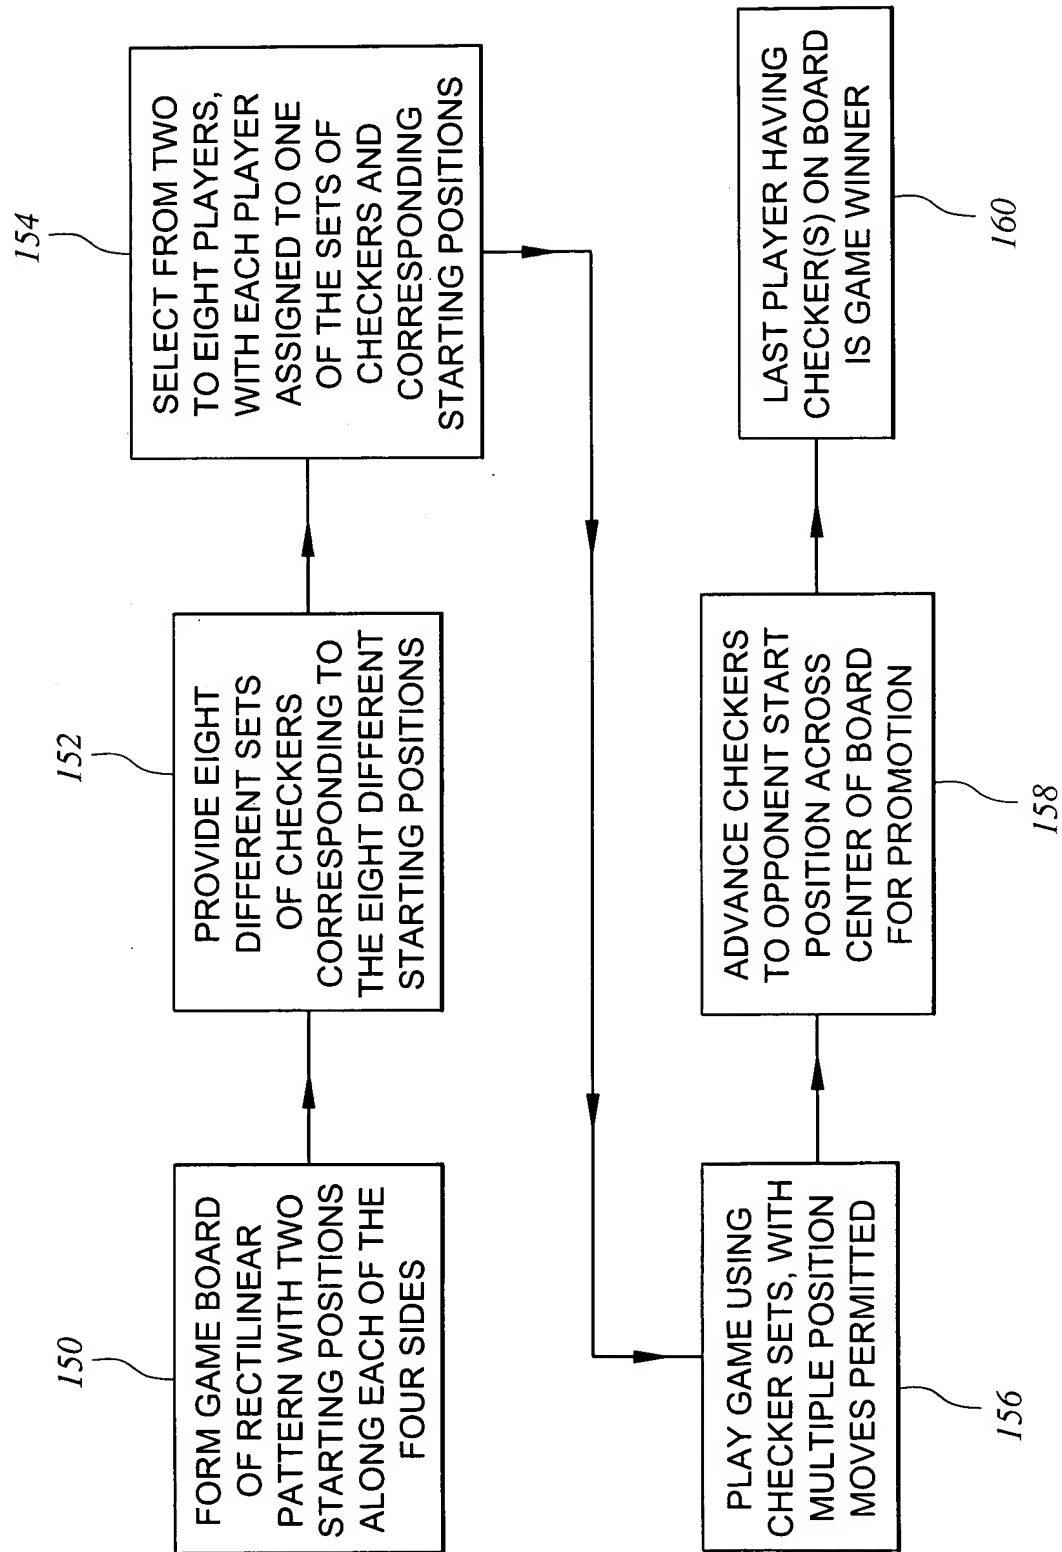 150
FORM GAME BOARD
OF RECTILINEAR
PATTERN WITH TWO
STARTING POSITIONS
ALONG EACH OF THE
FOUR SIDES
152
PROVIDE EIGHT
DIFFERENT SETS
OF CHECKERS
CORRESPONDING TO
THE EIGHT DIFFERENT
STARTING POSITIONS
154
SELECT FROM TWO
TO EIGHT PLAYERS,
WITH EACH PLAYER
ASSIGNED TO ONE
OF THE SETS OF
CHECKERS AND
CORRESPONDING
STARTING POSITIONS
PLAY GAME USING
CHECKER SETS, WITH
MULTIPLE POSITION
MOVES PERMITTED
156
ADVANCE CHECKERS
TO OPPONENT START
POSITION ACROSS
CENTER OF BOARD
FOR PROMOTION
158
LAST PLAYER HAVING
CHECKER(S) ON BOARD
IS GAME WINNER
160